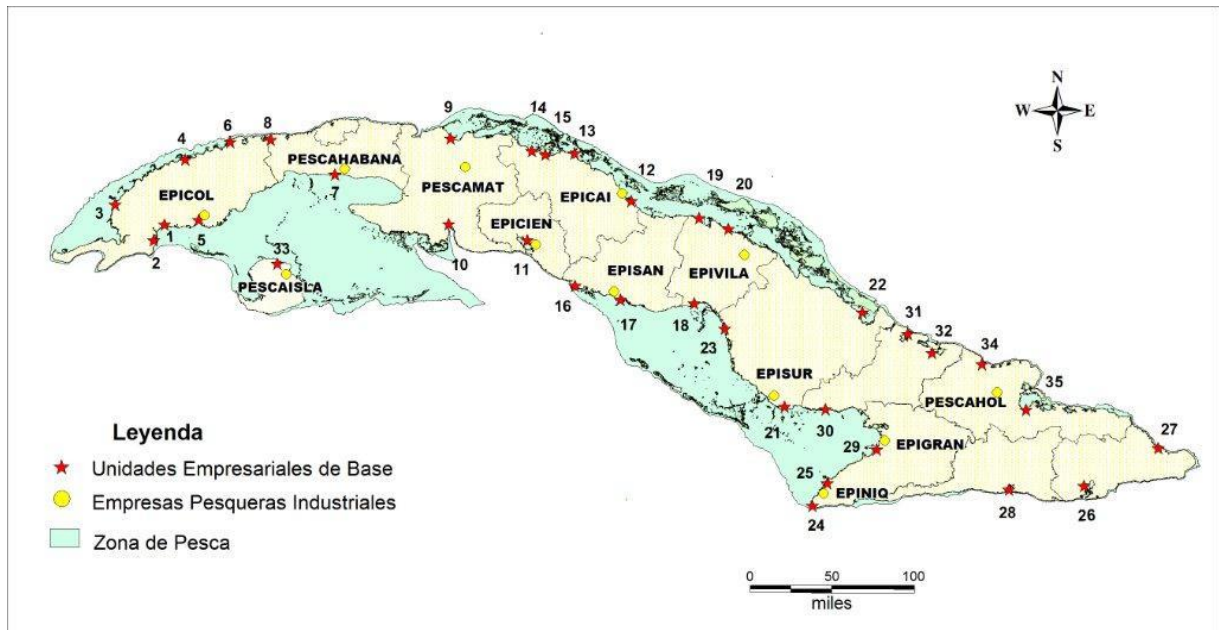 N
W E
S
9
14
15
13
4
6
8
PESCAHABANA
PESCAMAT
EPICAI
12
19
20
EPICOL
7
3
1
2
5
33
PESCAISLA
10
EPICIEN
11
EPISAN
EPIVILA
16
17
18
23
22
31
32
34
35
EPISUR
PESCAHOL
21
30
29
EPIGRAN
27
25
EPINIQ
24
28
26
Leyenda
Unidades Empresariales de Base
Empresas Pesqueras Industriales
Zona de Pesca
0 50 100
miles